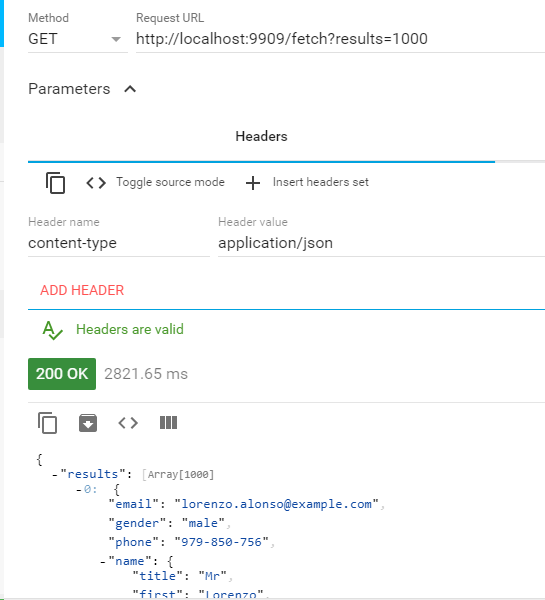 Method
Request URL
GET
http://localhost:9909/fetch?results=1000
Parameters
Headers
Toggle source mode
Insert headers set
Header name
Header value
content-type
application/json
ADD HEADER
Headers are valid
200 OK 2821.65 ms
{
-"results": [Array[1000]
-0: {
"email": "lorenzo.alonso@example.com",
"gender": "male",
"phone": "979-850-756",
-"name": {
"title": "Mr",
"first": "Lorenzo",